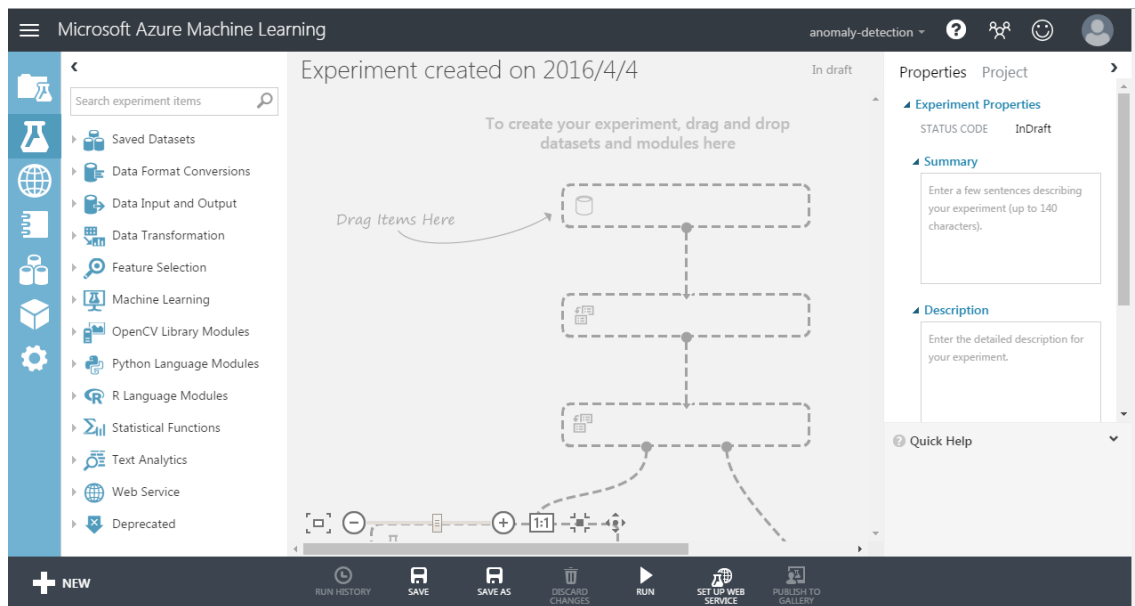 Microsoft Azure Machine Learning
anomaly-detection
?
Search experiment items
Saved Datasets
Data Format Conversions
Data Input and Output
Data Transformation
Feature Selection
Machine Learning
OpenCV Library Modules
Python Language Modules
R Language Modules
Statistical Functions
Text Analytics
Web Service
Deprecated
Experiment created on 2016/4/4
In draft
To create your experiment, drag and drop
datasets and modules here
Drag Items Here
1:1
Properties Project
Experiment Properties
STATUS CODE InDraft
Summary
Enter a few sentences describing
your experiment (up to 140
characters).
Description
Enter the detailed description for
your experiment.
? Quick Help
NEW
RUN HISTORY
SAVE
SAVE AS
DISCARD
CHANGES
RUN
SET UP WEB
SERVICE
PUBLISH TO
GALLERY